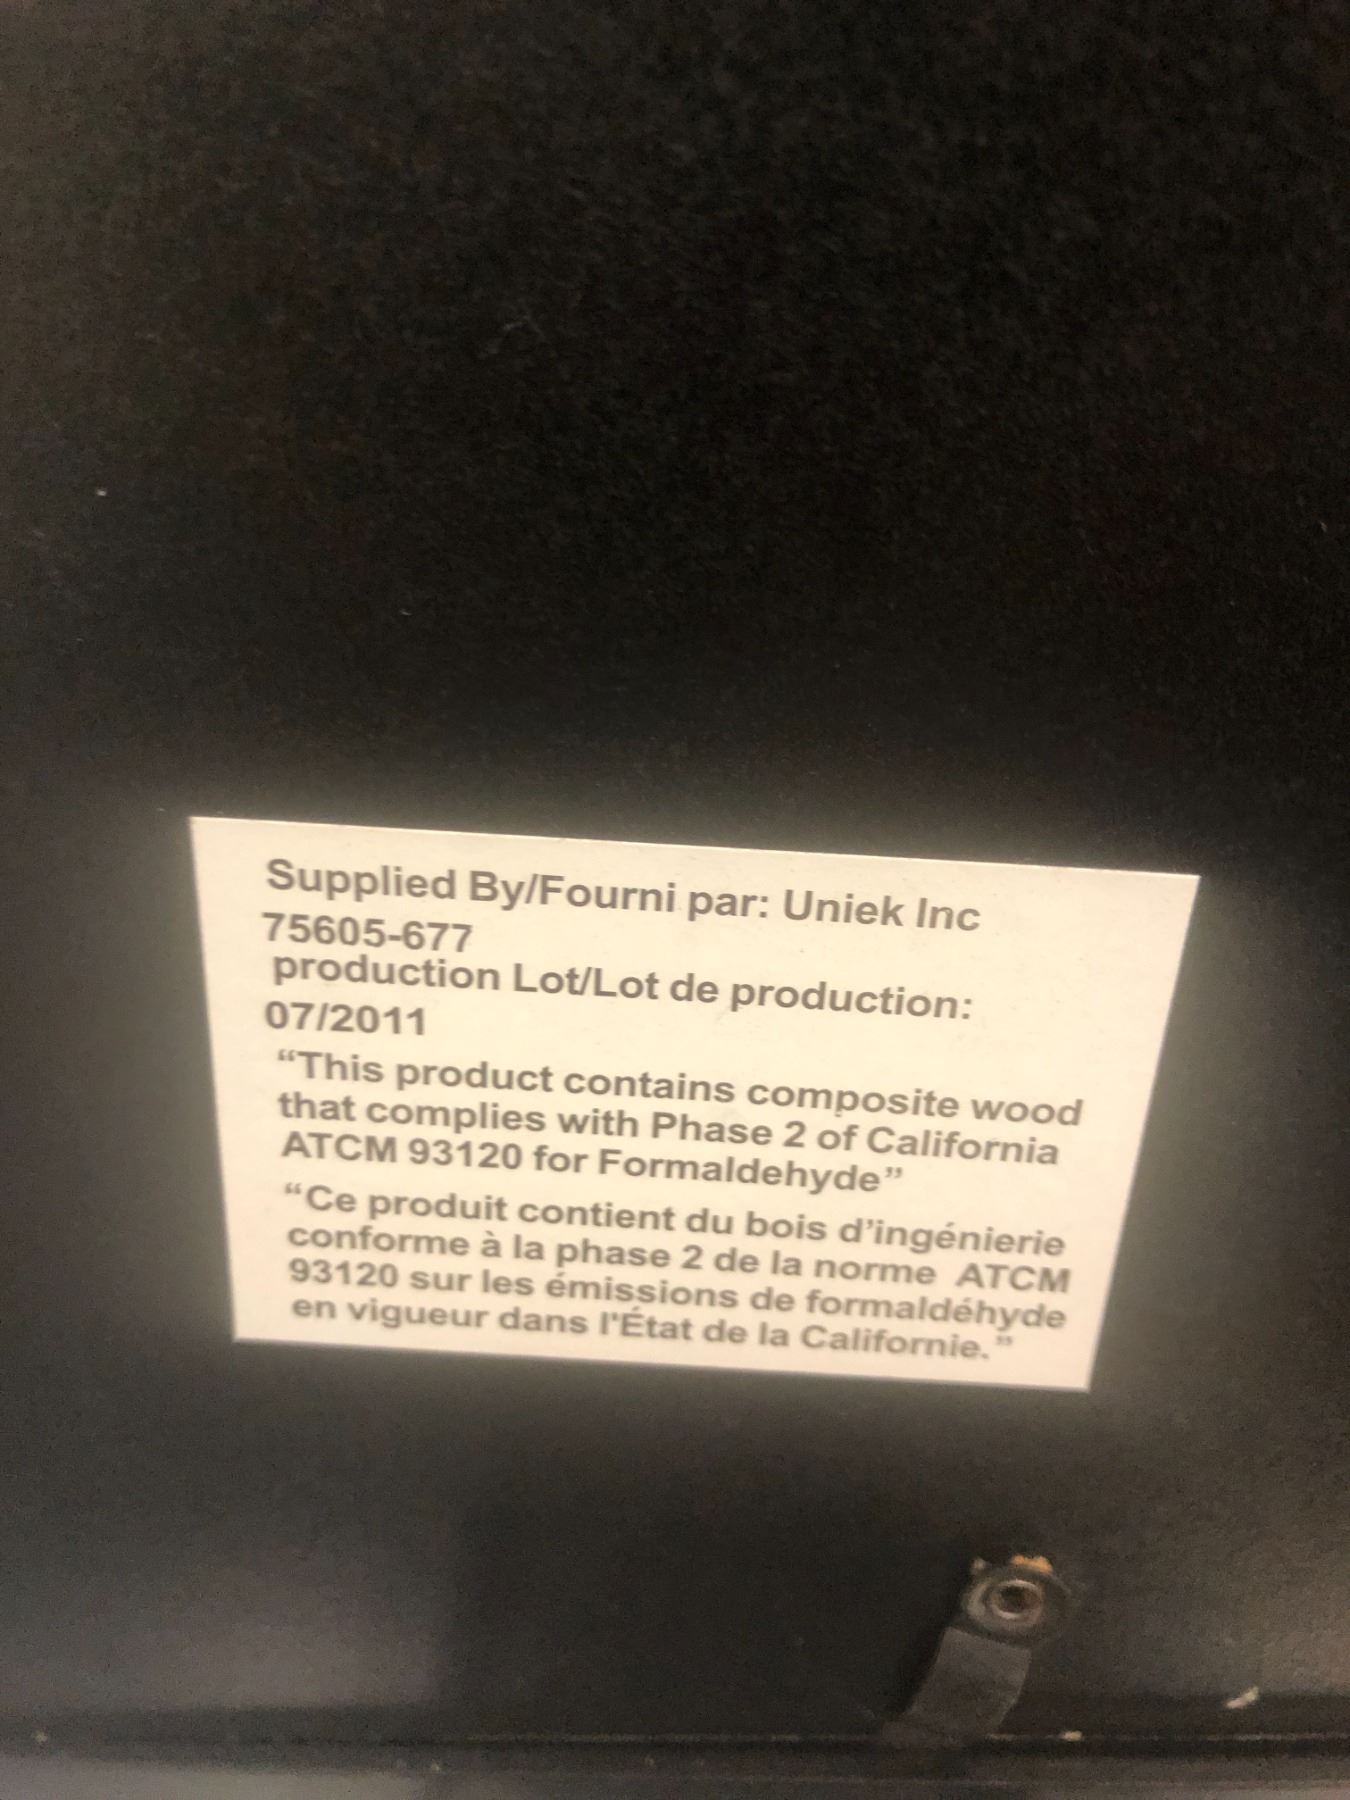 Supplied By/Fourni par: Uniek Inc
75605-677
production Lot/Lot de production:
07/2011
“This product contains composite wood
that complies with Phase 2 of California
ATCM 93120 for Formaldehyde”
“Ce produit contient du bois d’ingénierie
conforme à la phase 2 de la norme ATCM
93120 sur les émissions de formaldéhyde
en vigueur dans l'État de la Californie.”